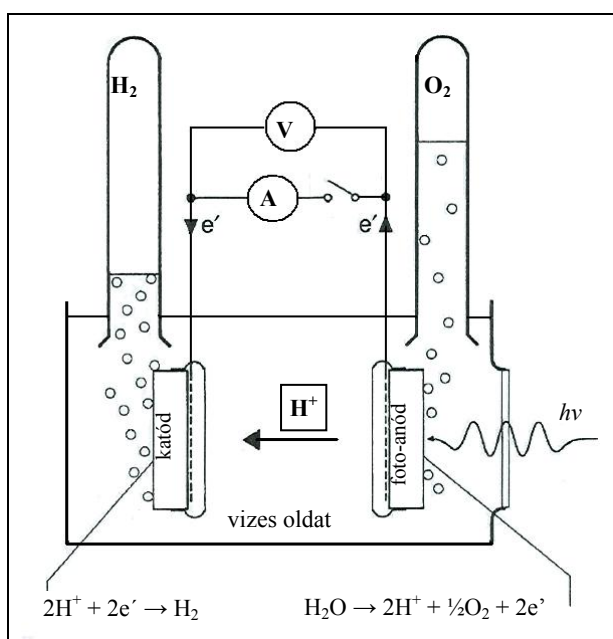 H₂
O₂
V
A
e′
e′
H⁺
hν
katód
foto-anód
vizes oldat
2H⁺ + 2e´ → H₂
H₂O → 2H⁺ + ½O₂ + 2e’